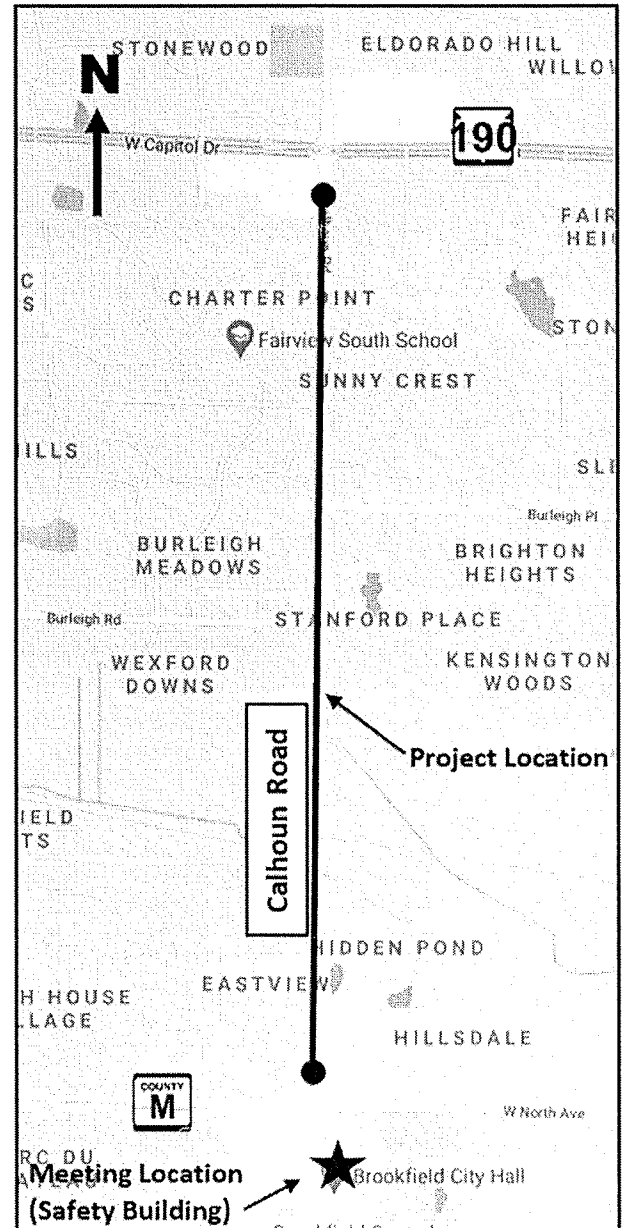 STONEWOOD
ELDORADO HILL
N
190
W Capitol Dr
CHARTER POINT
Fairview South School
SUNNY CREST
BURLEIGH
MEADOWS
Burleigh Pl
BRIGHTON
HEIGHTS
Burleigh Rd
STANFORD PLACE
WEXFORD
DOWNS
KENSINGTON
WOODS
Project Location
Calhoun Road
HIDDEN POND
EASTVIEW
HILLSDALE
COUNTY
M
W North Ave
Meeting Location
(Safety Building)
Brookfield City Hall